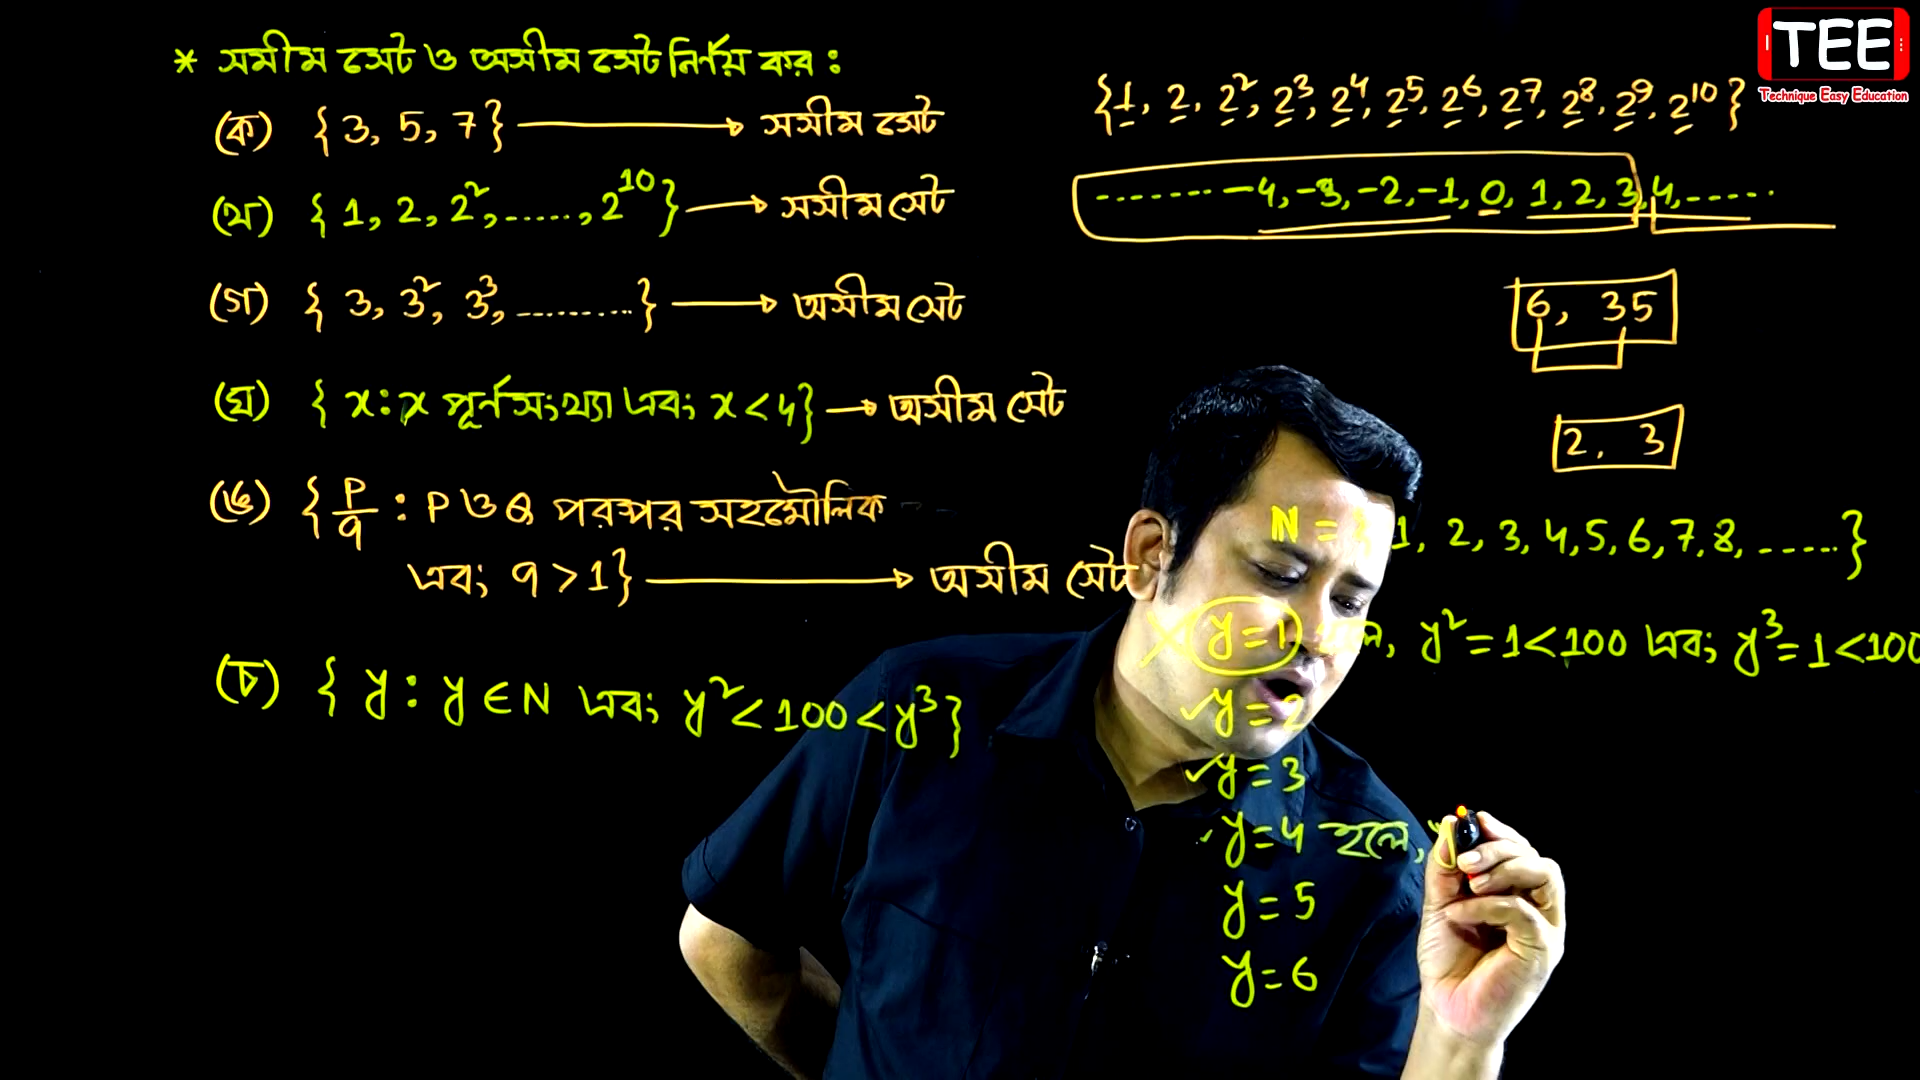 * সসীম সেট ও অসীম সেট নির্ণয় কর :
(ক) {3, 5, 7} → সসীম সেট
(খ) {1, 2, 2², ....., 2¹⁰} → সসীম সেট
(গ) {3, 3², 3³, ..........} → অসীম সেট
(ঘ) {x : x পূর্নসংখ্যা এবং x < 4} → অসীম সেট
(ঙ) {p/q : P ও Q পরস্পর সহমৌলিক
এবং q > 1} → অসীম সেট
(চ) {y : y ∈ N এবং y² < 100 < y³}
{1, 2, 2², 2³, 2⁴, 2⁵, 2⁶, 2⁷, 2⁸, 2⁹, 2¹⁰}
........ -4, -3, -2, -1, 0, 1, 2, 3, 4, ......
6, 35
2, 3
N = { 1, 2, 3, 4, 5, 6, 7, 8, ......}
y = 1 হলে, y² = 1 < 100 এবং y³ = 1 < 100
y = 2
y = 3
y = 4 হলে, y
y = 5
y = 6
TEE
Technique Easy Education